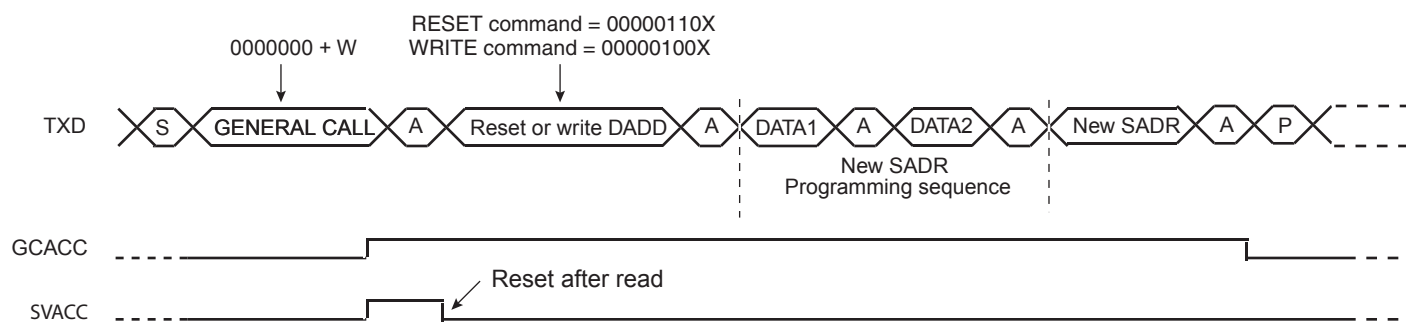 RESET command = 00000110X
0000000 + W
WRITE command = 00000100X
TXD
S
GENERAL CALL
A
Reset or write DADD
A
DATA1
A
DATA2
A
New SADR
A
P
New SADR
Programming sequence
GCACC
Reset after read
SVACC